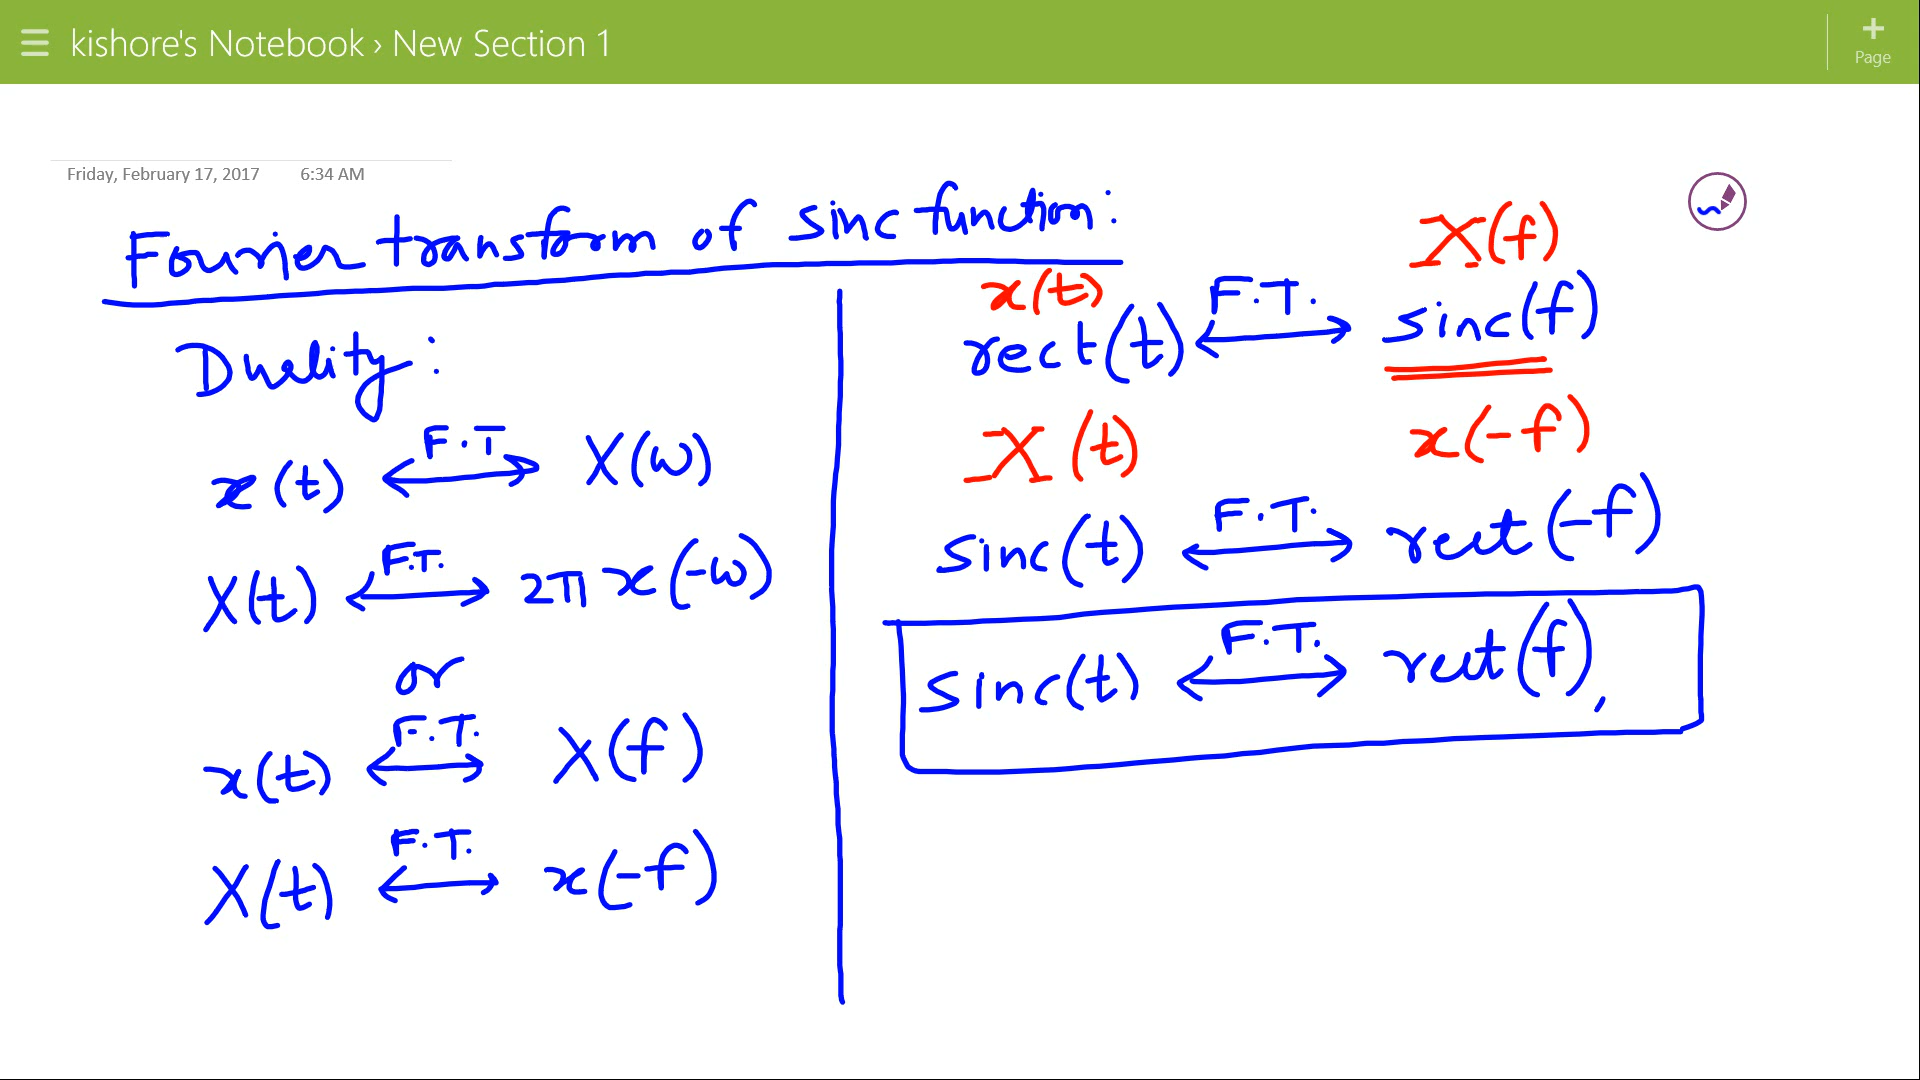 kishore's Notebook › New Section 1
+
Page
Friday, February 17, 2017 6:34 AM
Fourier transform of sinc function:
Duality:
x(t) F.T X(ω)
X(t) F.T. 2π x(-ω)
or
x(t) F.T. X(f)
X(t) F.T. x(-f)
x(t) X(f)
rect(t) F.T. sinc(f)
X(t) x(-f)
sinc(t) F.T. rect(-f)
sinc(t) F.T. rect(f),